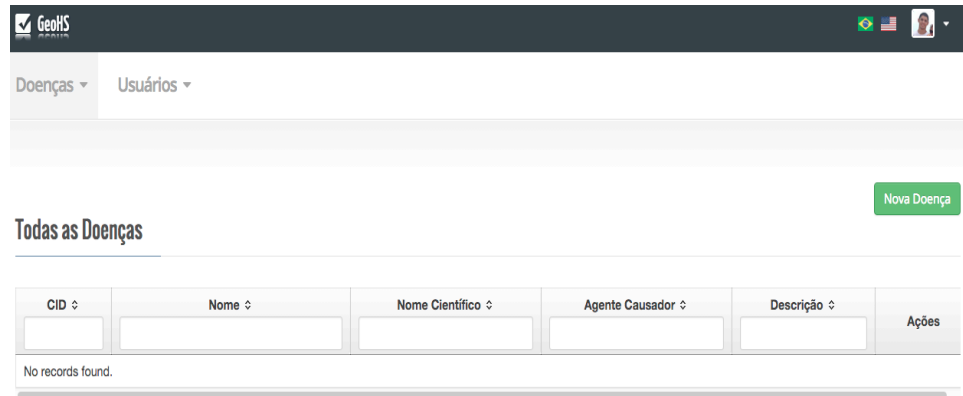 GeoHS
Doenças Usuários
Nova Doença
Todas as Doenças
CID Nome Nome Científico Agente Causador Descrição Ações
No records found.